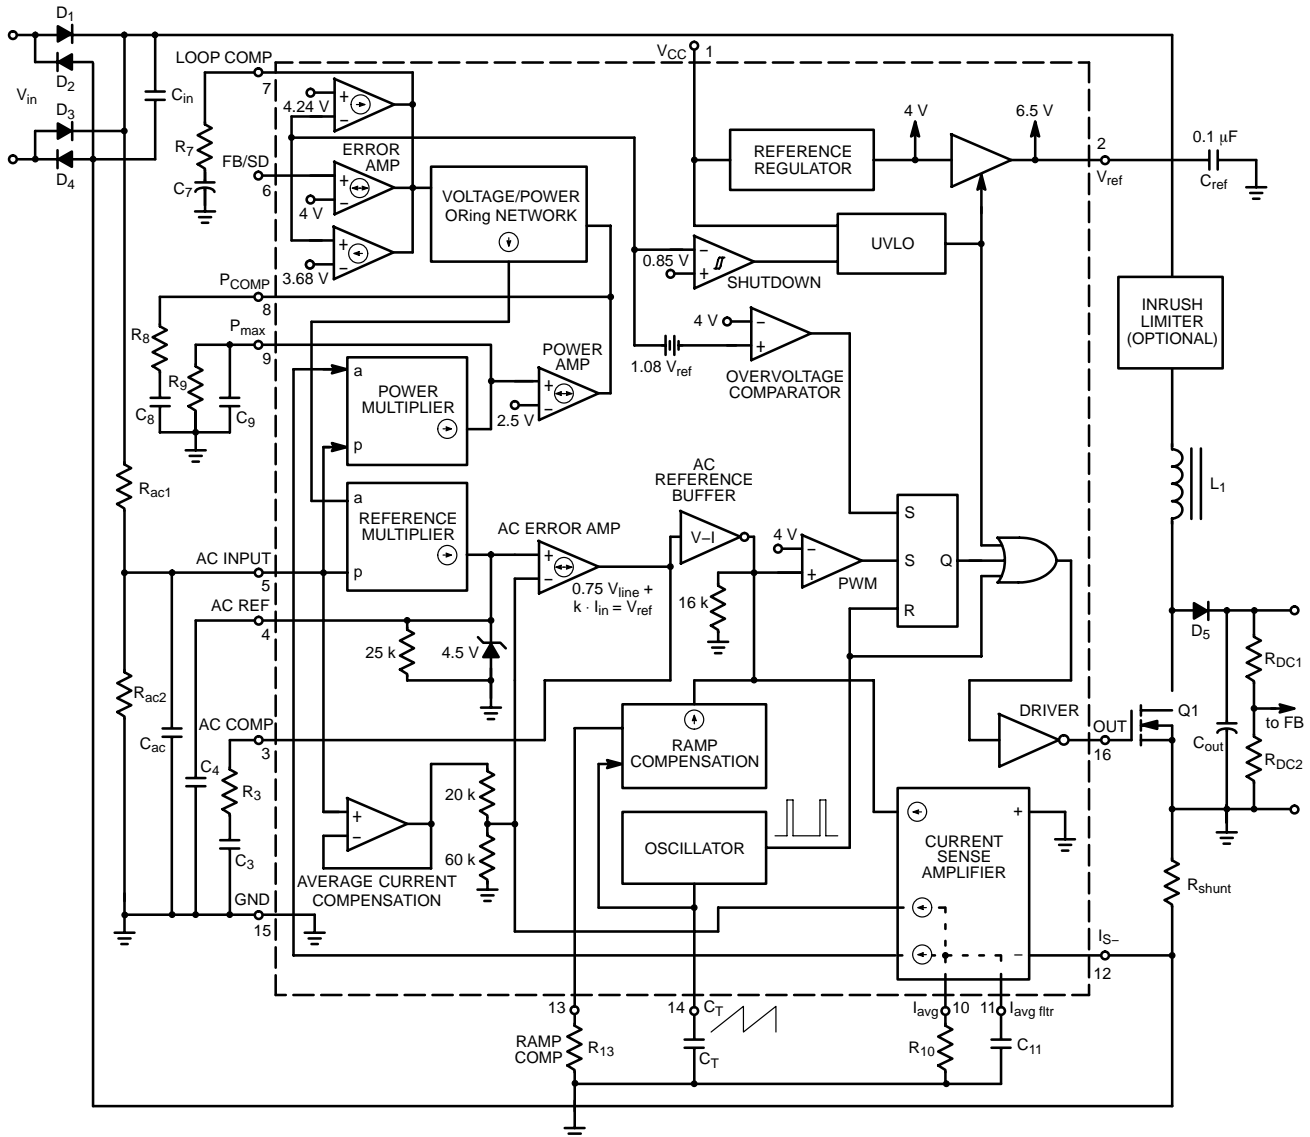 D1
D2
Vin
D3
D4
Cin
LOOP COMP
7
R7
C7
4.24 V
+
−
ERROR
AMP
FB/SD
6
+
−
4 V
+
−
3.68 V
VOLTAGE/POWER
ORing NETWORK
VCC
1
REFERENCE
REGULATOR
4 V
6.5 V
2
Vref
0.1 μF
Cref
UVLO
0.85 V
−
+
SHUTDOWN
PCOMP
8
R8
C8
Pmax
9
R9
C9
a
POWER
MULTIPLIER
p
POWER
AMP
+
−
2.5 V
4 V
−
+
1.08 Vref
OVERVOLTAGE
COMPARATOR
INRUSH
LIMITER
(OPTIONAL)
L1
Rac1
a
REFERENCE
MULTIPLIER
p
AC INPUT
5
AC ERROR AMP
+
−
0.75 Vline +
k · Iin = Vref
AC
REFERENCE
BUFFER
V–I
16 k
4 V
−
+
PWM
S
S
Q
R
AC REF
4
25 k
4.5 V
D5
RDC1
to FB
RDC2
Cout
Q1
Rac2
Cac
C4
AC COMP
3
R3
C3
RAMP
COMPENSATION
DRIVER
OUT
16
+
−
20 k
60 k
AVERAGE CURRENT
COMPENSATION
OSCILLATOR
+
CURRENT
SENSE
AMPLIFIER
−
Rshunt
GND
15
IS–
12
13
RAMP
COMP
R13
14
CT
CT
Iavg
10
R10
11
Iavg fltr
C11